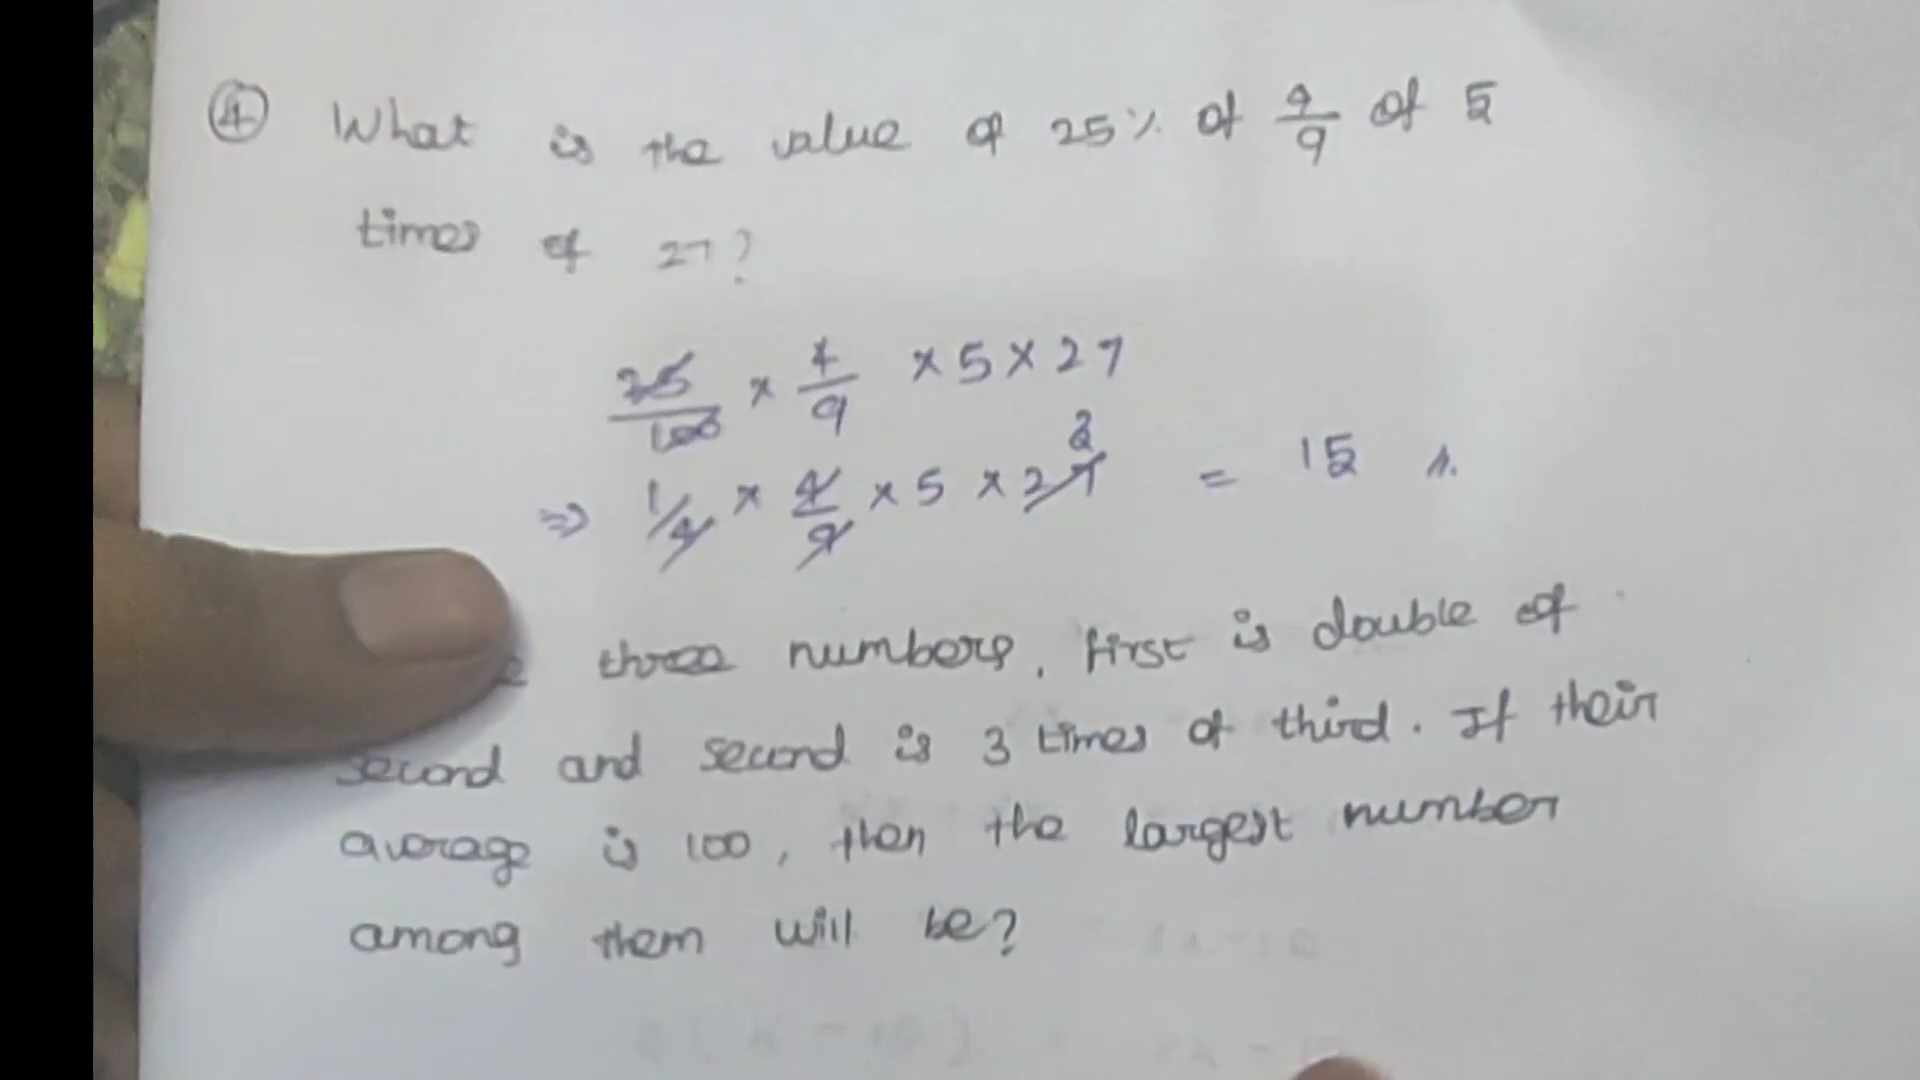 ④ What is the value of 25% of 4/9 of 5
times of 27?
25/100 × 4/9 × 5 × 27
⇒ 1/4 × 4/9 × 5 × 27 3 = 15
three numbers, first is double of
second and second is 3 times of third. If their
average is 100, then the largest number
among them will be?